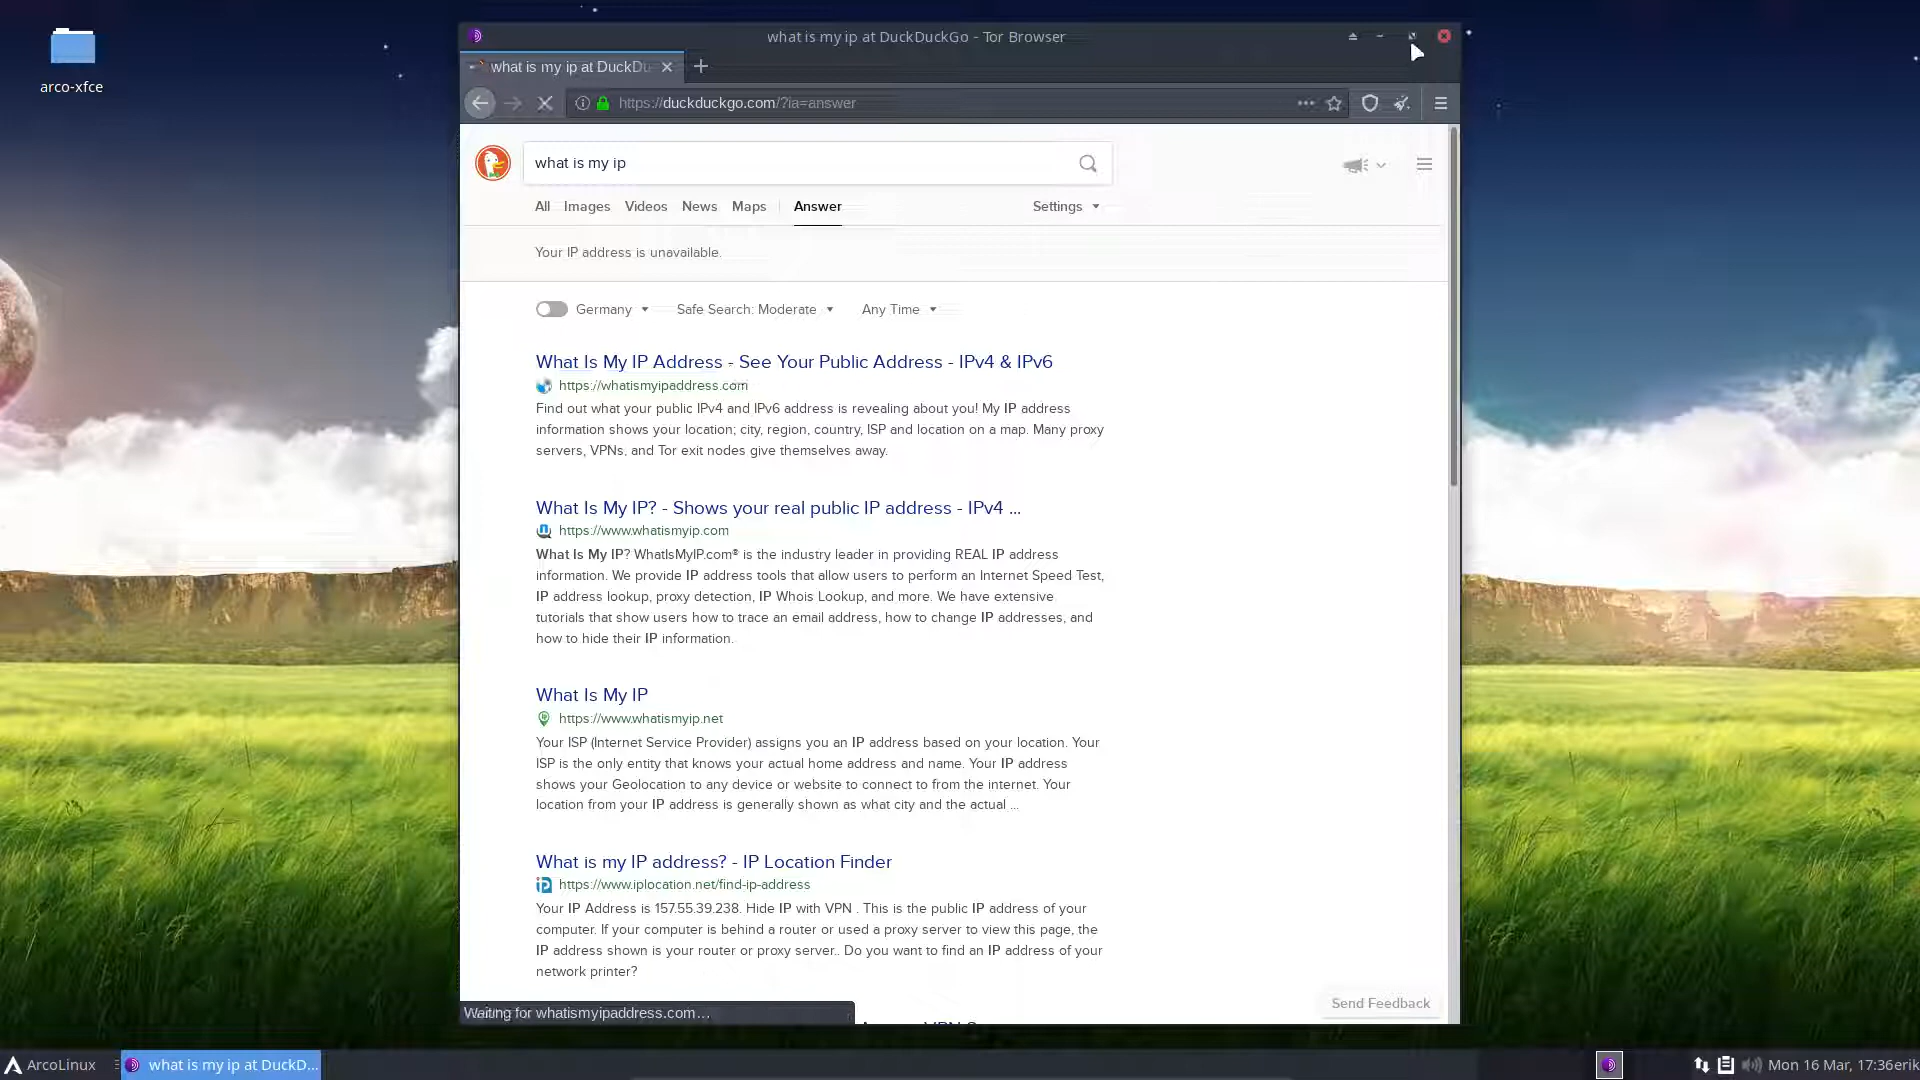 arco-xfce
what is my ip at DuckDuckGo - Tor Browser
what is my ip at DuckDu
https://duckduckgo.com/?ia=answer
what is my ip
All Images Videos News Maps Answer Settings
Your IP address is unavailable.
Germany Safe Search: Moderate Any Time
What Is My IP Address - See Your Public Address - IPv4 & IPv6
https://whatismyipaddress.com
Find out what your public IPv4 and IPv6 address is revealing about you! My IP address
information shows your location; city, region, country, ISP and location on a map. Many proxy
servers, VPNs, and Tor exit nodes give themselves away.
What Is My IP? - Shows your real public IP address - IPv4 ...
https://www.whatismyip.com
What Is My IP? WhatIsMyIP.com® is the industry leader in providing REAL IP address
information. We provide IP address tools that allow users to perform an Internet Speed Test,
IP address lookup, proxy detection, IP Whois Lookup, and more. We have extensive
tutorials that show users how to trace an email address, how to change IP addresses, and
how to hide their IP information.
What Is My IP
https://www.whatismyip.net
Your ISP (Internet Service Provider) assigns you an IP address based on your location. Your
ISP is the only entity that knows your actual home address and name. Your IP address
shows your Geolocation to any device or website to connect to from the internet. Your
location from your IP address is generally shown as what city and the actual ...
What is my IP address? - IP Location Finder
https://www.iplocation.net/find-ip-address
Your IP Address is 157.55.39.238. Hide IP with VPN . This is the public IP address of your
computer. If your computer is behind a router or used a proxy server to view this page, the
IP address shown is your router or proxy server.. Do you want to find an IP address of your
network printer?
Send Feedback
Waiting for whatismyipaddress.com…
ArcoLinux
what is my ip at DuckD...
Mon 16 Mar, 17:36erik